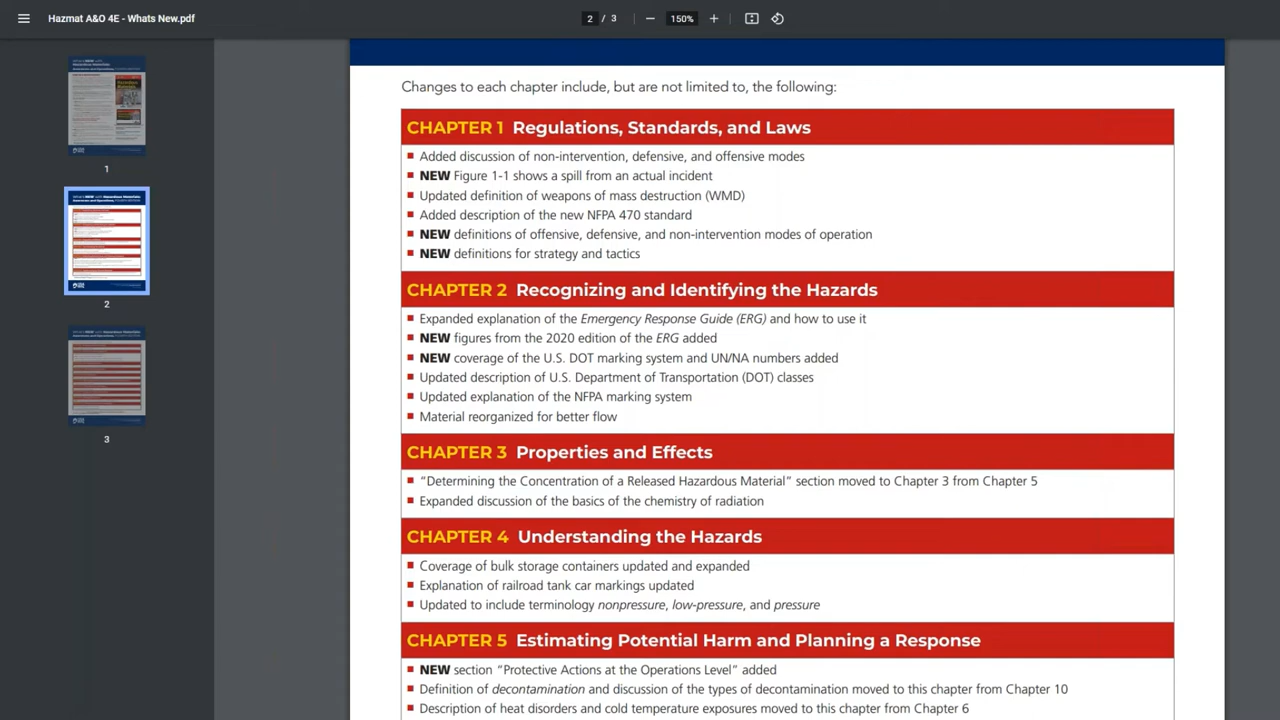 Hazmat A&O 4E - Whats New.pdf
2 / 3
150%
1
2
3
Changes to each chapter include, but are not limited to, the following:
CHAPTER 1 Regulations, Standards, and Laws
Added discussion of non-intervention, defensive, and offensive modes
NEW Figure 1-1 shows a spill from an actual incident
Updated definition of weapons of mass destruction (WMD)
Added description of the new NFPA 470 standard
NEW definitions of offensive, defensive, and non-intervention modes of operation
NEW definitions for strategy and tactics
CHAPTER 2 Recognizing and Identifying the Hazards
Expanded explanation of the Emergency Response Guide (ERG) and how to use it
NEW figures from the 2020 edition of the ERG added
NEW coverage of the U.S. DOT marking system and UN/NA numbers added
Updated description of U.S. Department of Transportation (DOT) classes
Updated explanation of the NFPA marking system
Material reorganized for better flow
CHAPTER 3 Properties and Effects
“Determining the Concentration of a Released Hazardous Material” section moved to Chapter 3 from Chapter 5
Expanded discussion of the basics of the chemistry of radiation
CHAPTER 4 Understanding the Hazards
Coverage of bulk storage containers updated and expanded
Explanation of railroad tank car markings updated
Updated to include terminology nonpressure, low-pressure, and pressure
CHAPTER 5 Estimating Potential Harm and Planning a Response
NEW section “Protective Actions at the Operations Level” added
Definition of decontamination and discussion of the types of decontamination moved to this chapter from Chapter 10
Description of heat disorders and cold temperature exposures moved to this chapter from Chapter 6